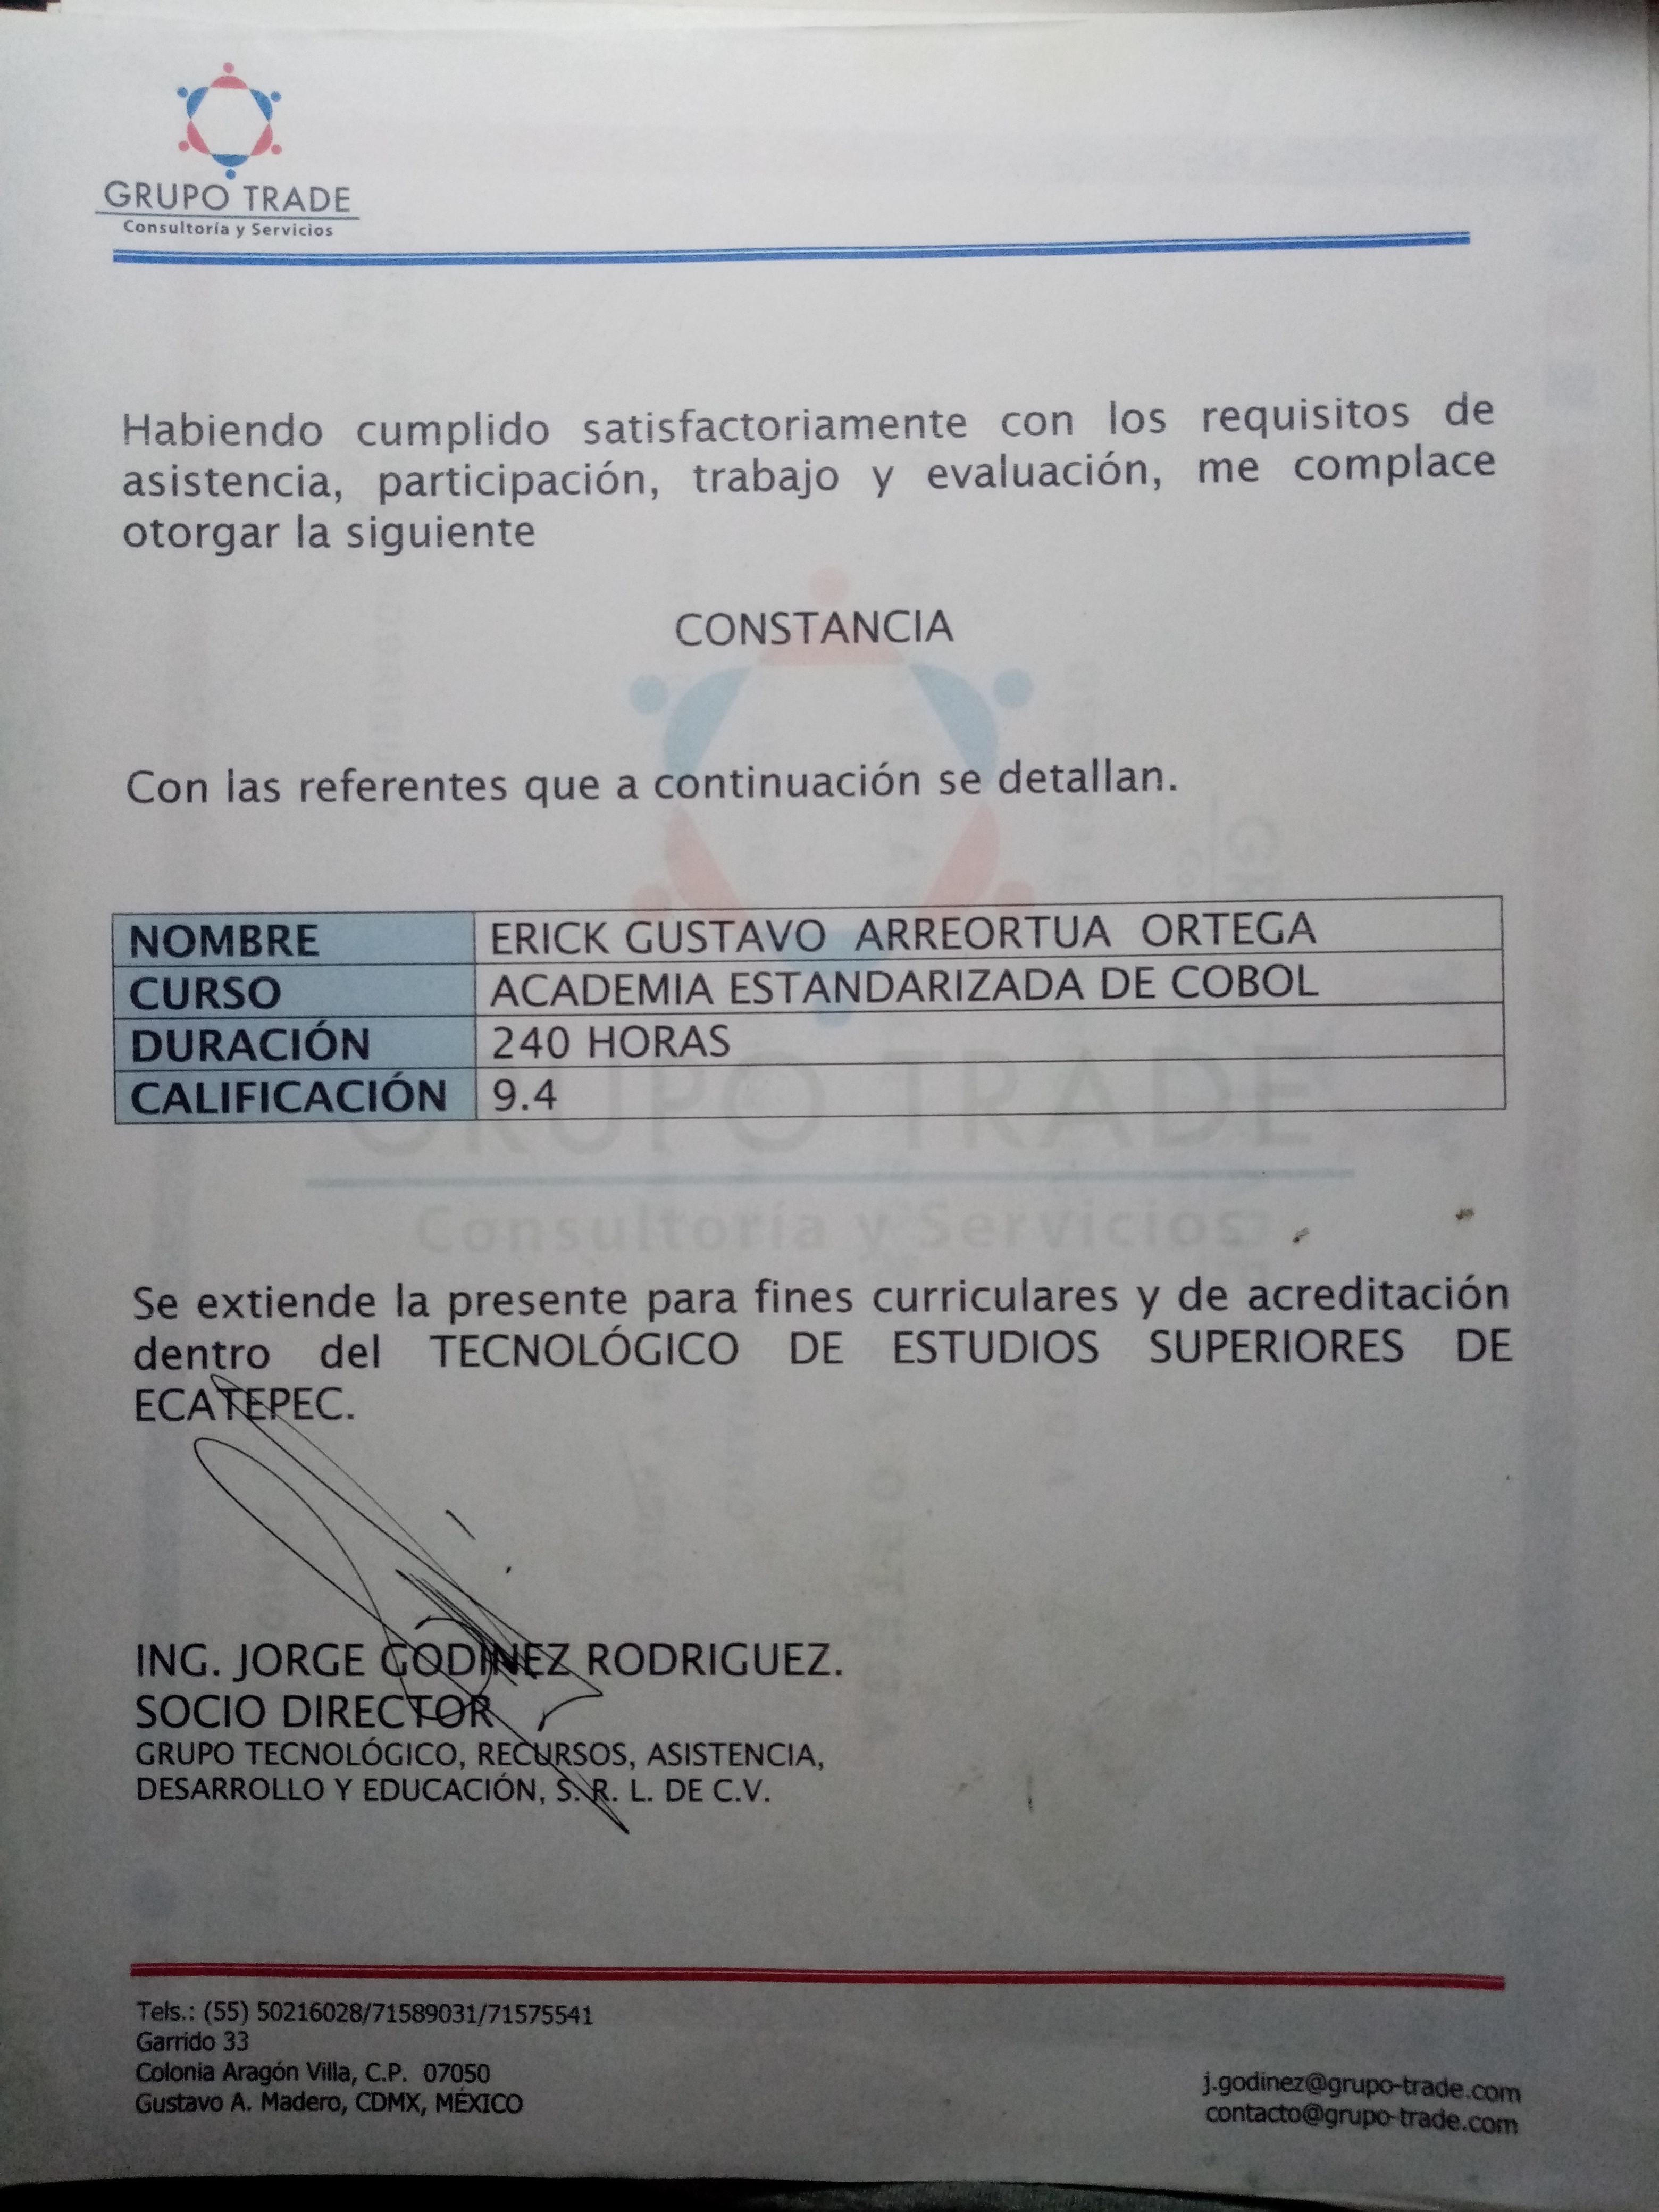 GRUPO TRADE
Consultoría y Servicios
Habiendo cumplido satisfactoriamente con los requisitos de
asistencia, participación, trabajo y evaluación, me complace
otorgar la siguiente
CONSTANCIA
Con las referentes que a continuación se detallan.
NOMBRE ERICK GUSTAVO ARREORTUA ORTEGA
CURSO ACADEMIA ESTANDARIZADA DE COBOL
DURACIÓN 240 HORAS
CALIFICACIÓN 9.4
GRUPO TRADE
Consultoría y Servicios
Se extiende la presente para fines curriculares y de acreditación
dentro del TECNOLÓGICO DE ESTUDIOS SUPERIORES DE
ECATEPEC.
ING. JORGE GODINEZ RODRIGUEZ.
SOCIO DIRECTOR
GRUPO TECNOLÓGICO, RECURSOS, ASISTENCIA,
DESARROLLO Y EDUCACIÓN, S. R. L. DE C.V.
Tels.: (55) 50216028/71589031/71575541
Garrido 33
Colonia Aragón Villa, C.P. 07050
Gustavo A. Madero, CDMX, MÉXICO
j.godinez@grupo-trade.com
contacto@grupo-trade.com